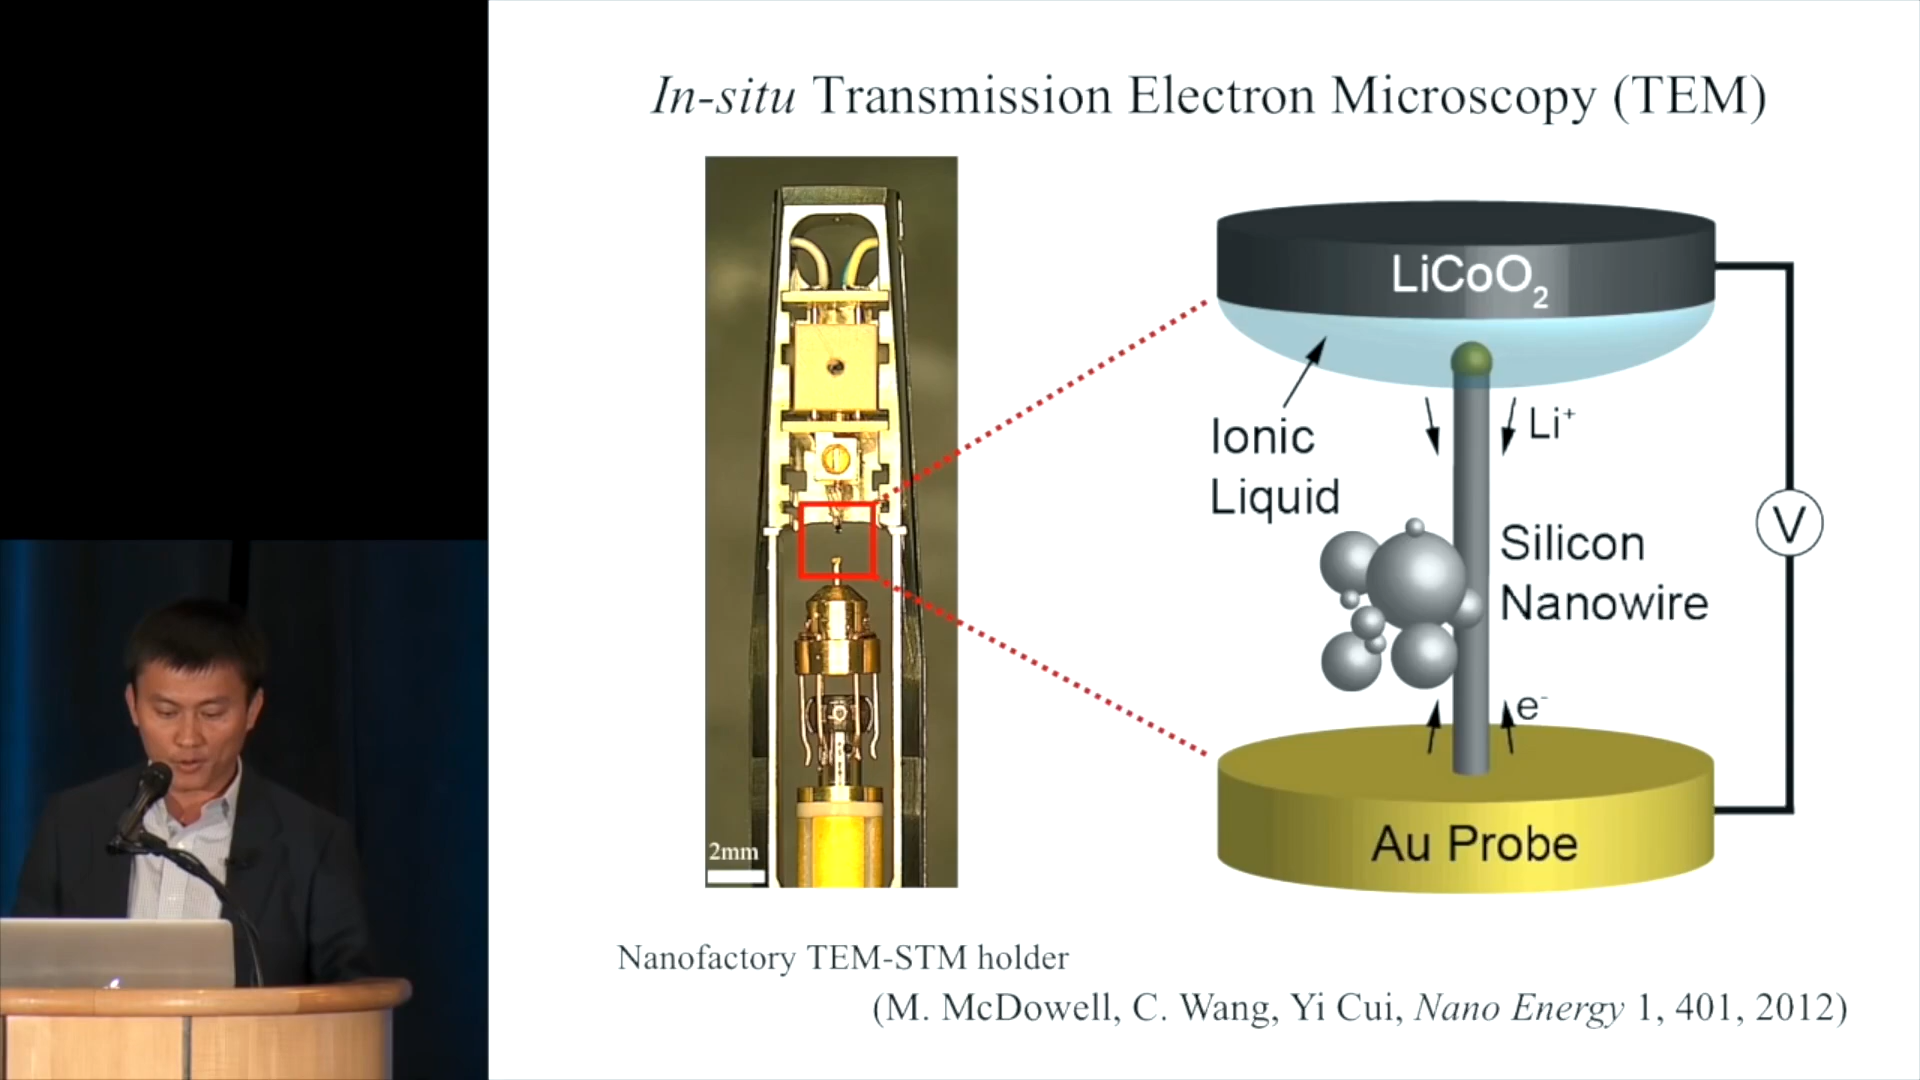 In-situ Transmission Electron Microscopy (TEM)
LiCoO₂
Ionic
Liquid
Li⁺
V
Silicon
Nanowire
e⁻
Au Probe
2mm
Nanofactory TEM-STM holder
(M. McDowell, C. Wang, Yi Cui, Nano Energy 1, 401, 2012)